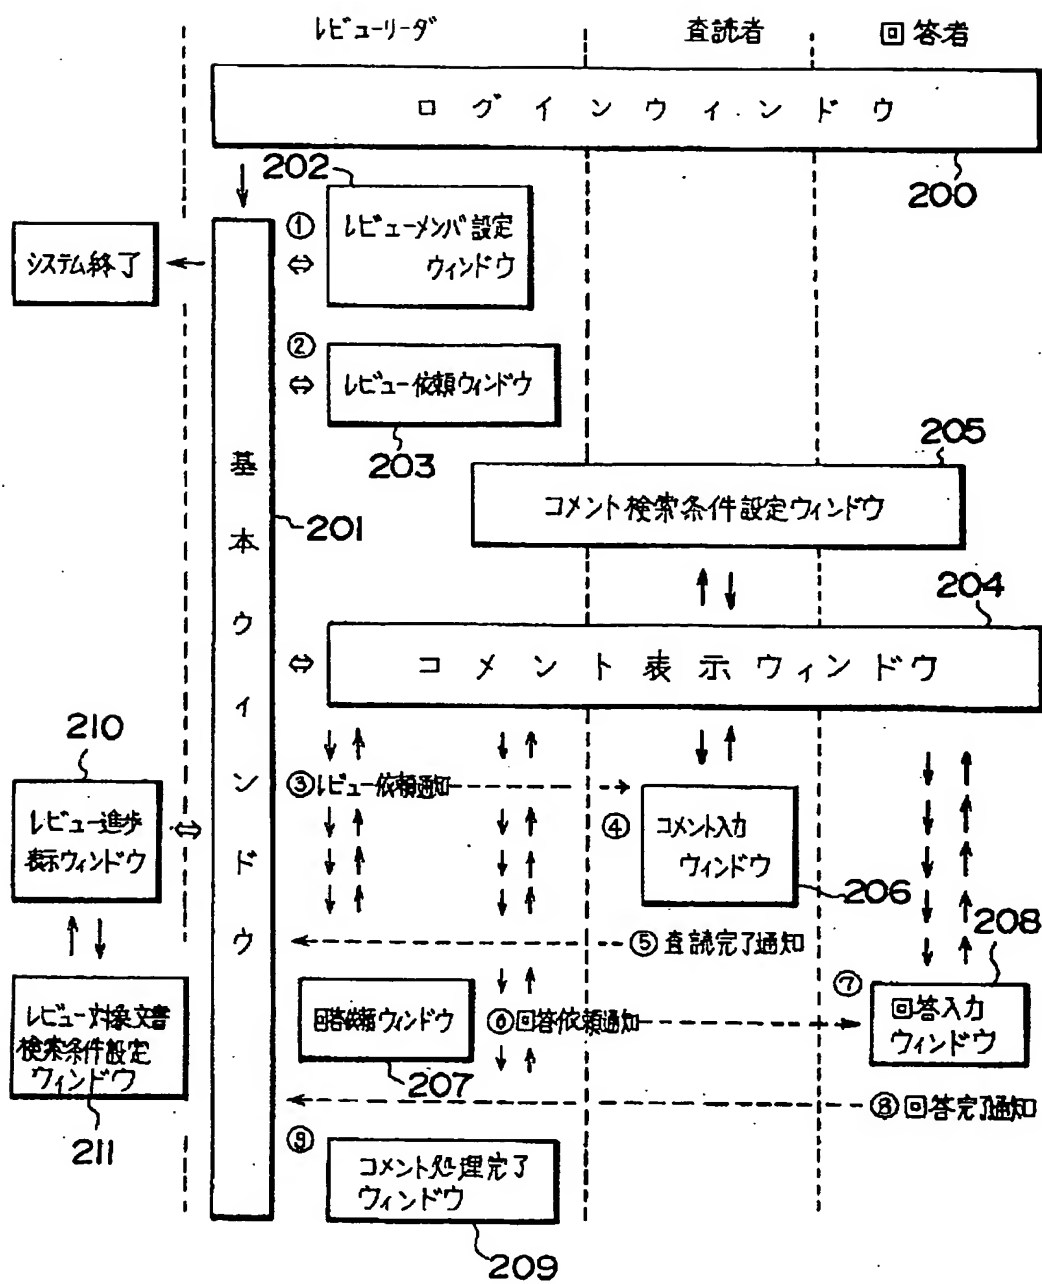 レビューリーダ
査読者
回答者
ログインウィンドウ
200
202
①
レビューメンバ設定
ウィンドウ
システム終了
②
レビュー依頼ウィンドウ
203
205
コメント検索条件設定ウィンドウ
基本ウィンドウ
201
204
コメント表示ウィンドウ
210
レビュー進歩
表示ウィンドウ
③レビュー依頼通知
④
コメント入力
ウィンドウ
206
⑤査読完了通知
208
⑦
回答入力
ウィンドウ
レビュー対象文書
検索条件設定
ウィンドウ
211
回答依頼ウィンドウ
207
⑥回答依頼通知
⑧回答完了通知
⑨
コメント処理完了
ウィンドウ
209